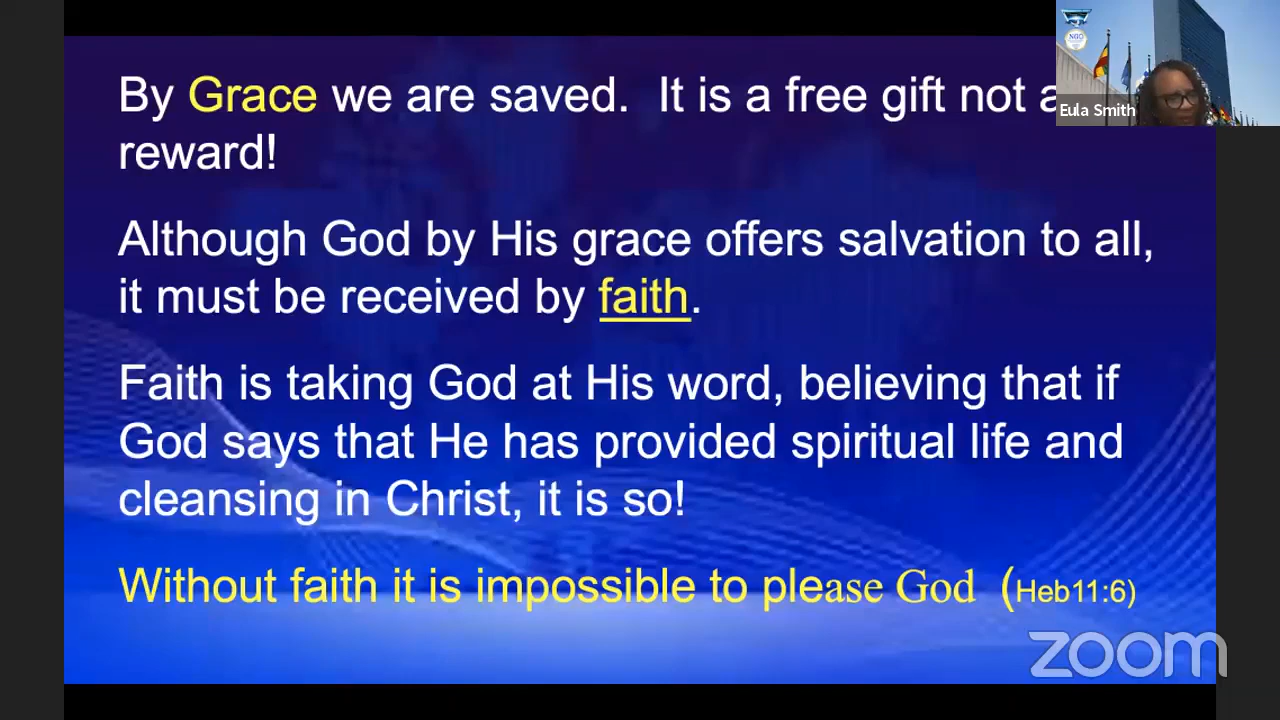 By Grace we are saved.  It is a free gift not a
reward!
Although God by His grace offers salvation to all,
it must be received by faith.
Faith is taking God at His word, believing that if
God says that He has provided spiritual life and
cleansing in Christ, it is so!
Without faith it is impossible to please God  (Heb11:6)
NGO
Eula Smith
zoom